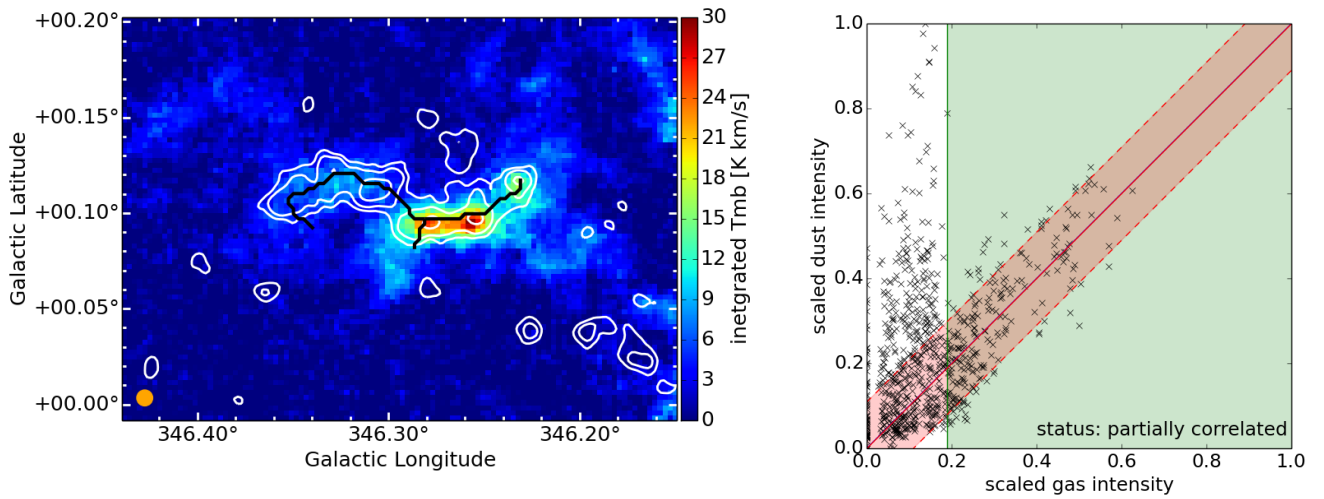 +00.20°
+00.15°
+00.10°
+00.05°
+00.00°
Galactic Latitude
346.40 346.30 346.20
Galactic Longitude
30
27
24
21
18
15
12
9
6
3
0
inetgrated Tmb [K km/s]
1.0
0.8
0.6
0.4
0.2
0.0
scaled dust intensity
status: partially correlated
0.0 0.2 0.4 0.6 0.8 1.0
scaled gas intensity